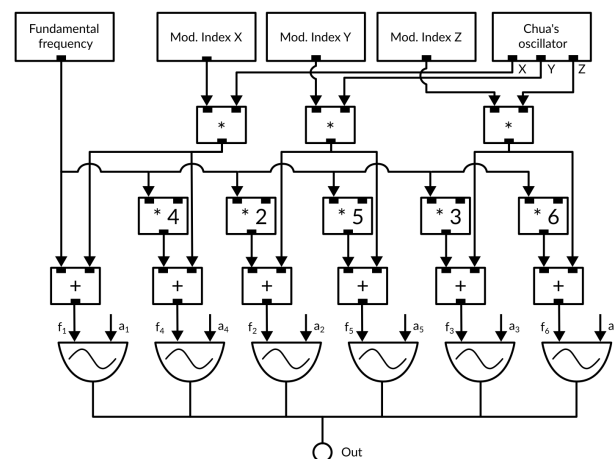 Fundamental
frequency
Mod. Index X
Mod. Index Y
Mod. Index Z
Chua's
oscillator
X
Y
Z
*
*
*
* 4
* 2
* 5
* 3
* 6
+
+
+
+
+
+
f1
a1
f4
a4
f2
a2
f5
a5
f3
a3
f6
a
Out